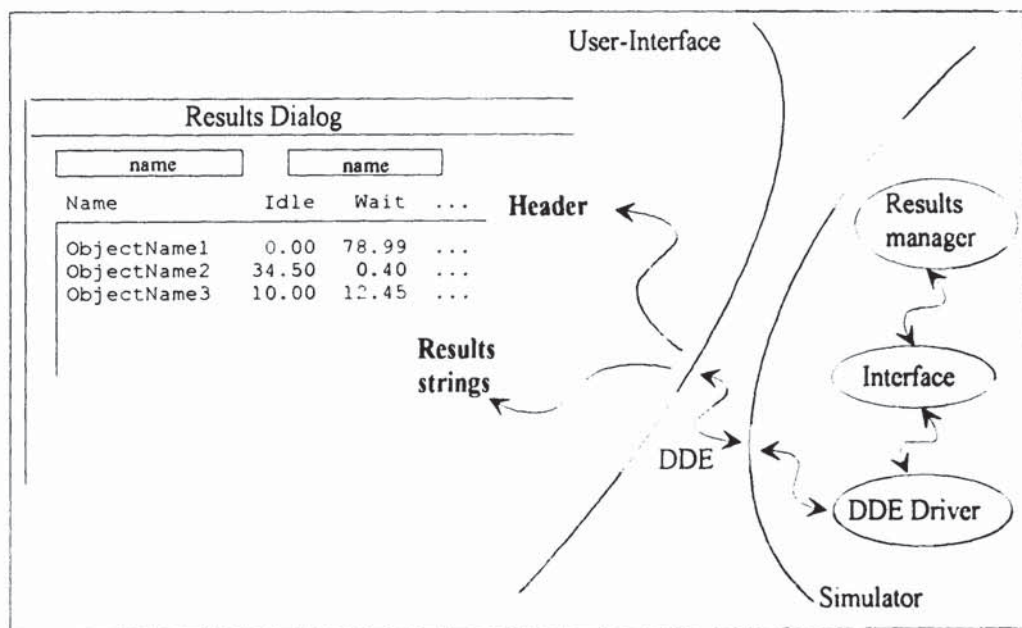 User-Interface
Results Dialog
name name
Name Idle Wait ...
ObjectName1 0.00 78.99 ...
ObjectName2 34.50 0.40 ...
ObjectName3 10.00 12.45 ...
Header
Results
strings
DDE
Results
manager
Interface
DDE Driver
Simulator